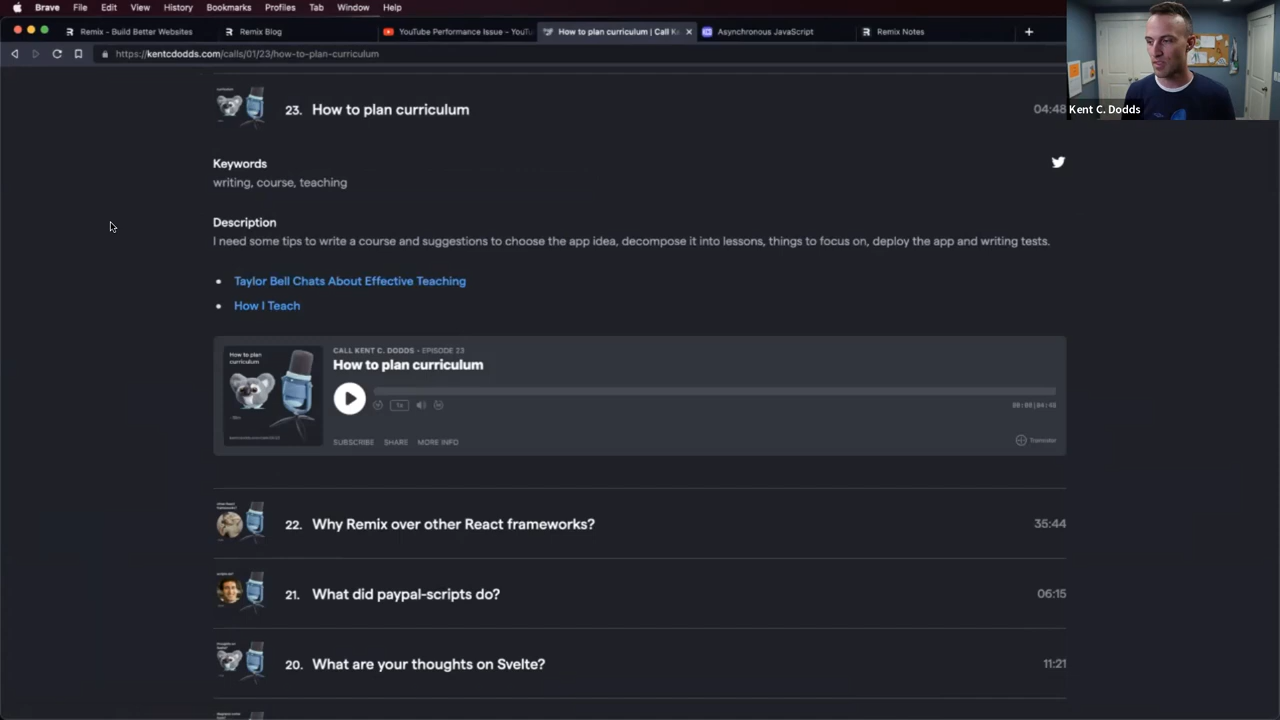 Brave File Edit View History Bookmarks Profiles Tab Window Help
Remix - Build Better Websites Remix Blog YouTube Performance Issue - YouTu How to plan curriculum | Call K Asynchronous JavaScript Remix Notes
https://kentcdodds.com/calls/01/23/how-to-plan-curriculum
Kent C. Dodds
23. How to plan curriculum 04:48
Keywords
writing, course, teaching
Description
I need some tips to write a course and suggestions to choose the app idea, decompose it into lessons, things to focus on, deploy the app and writing tests.
Taylor Bell Chats About Effective Teaching
How I Teach
How to plan
curriculum
CALL KENT C. DODDS - EPISODE 23
How to plan curriculum
1x
00:00|04:48
SUBSCRIBE SHARE MORE INFO
Transistor
22. Why Remix over other React frameworks? 35:44
21. What did paypal-scripts do? 06:15
20. What are your thoughts on Svelte? 11:21